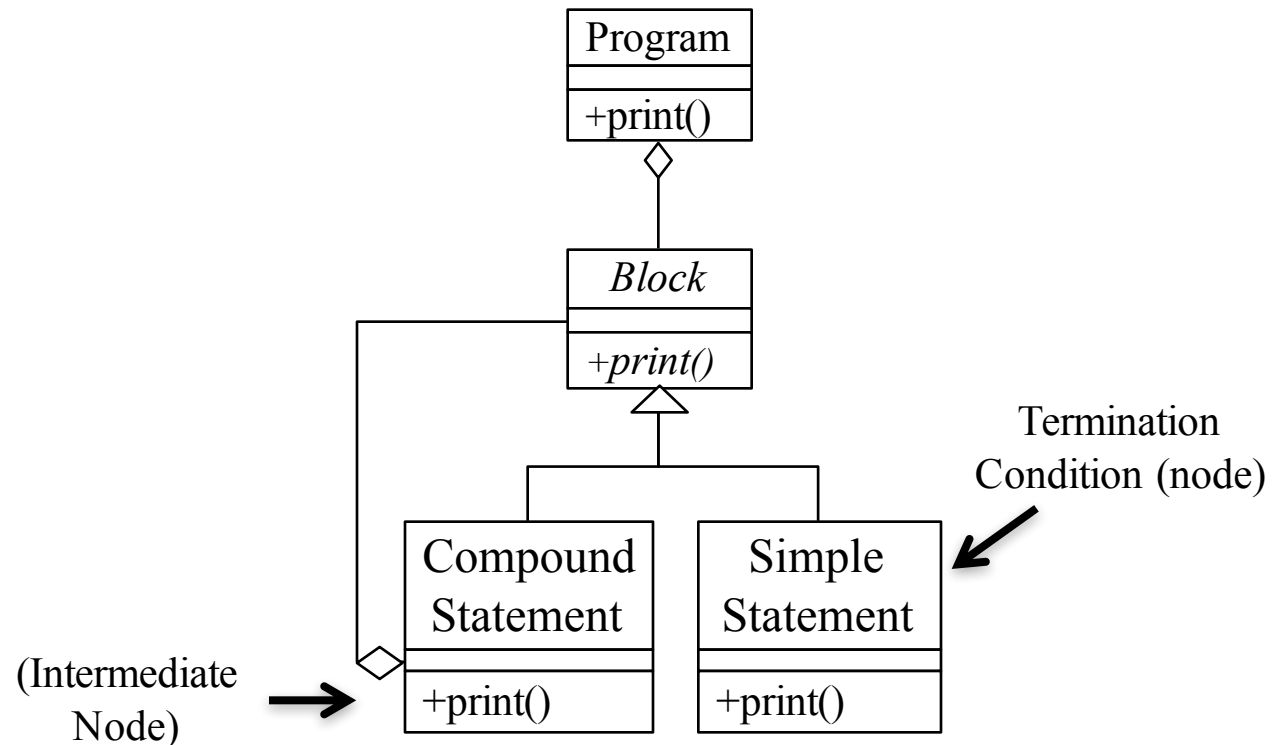 Program
+print()
Block
+print()
Termination
Condition (node)
Compound
Statement
+print()
Simple
Statement
+print()
(Intermediate
Node)